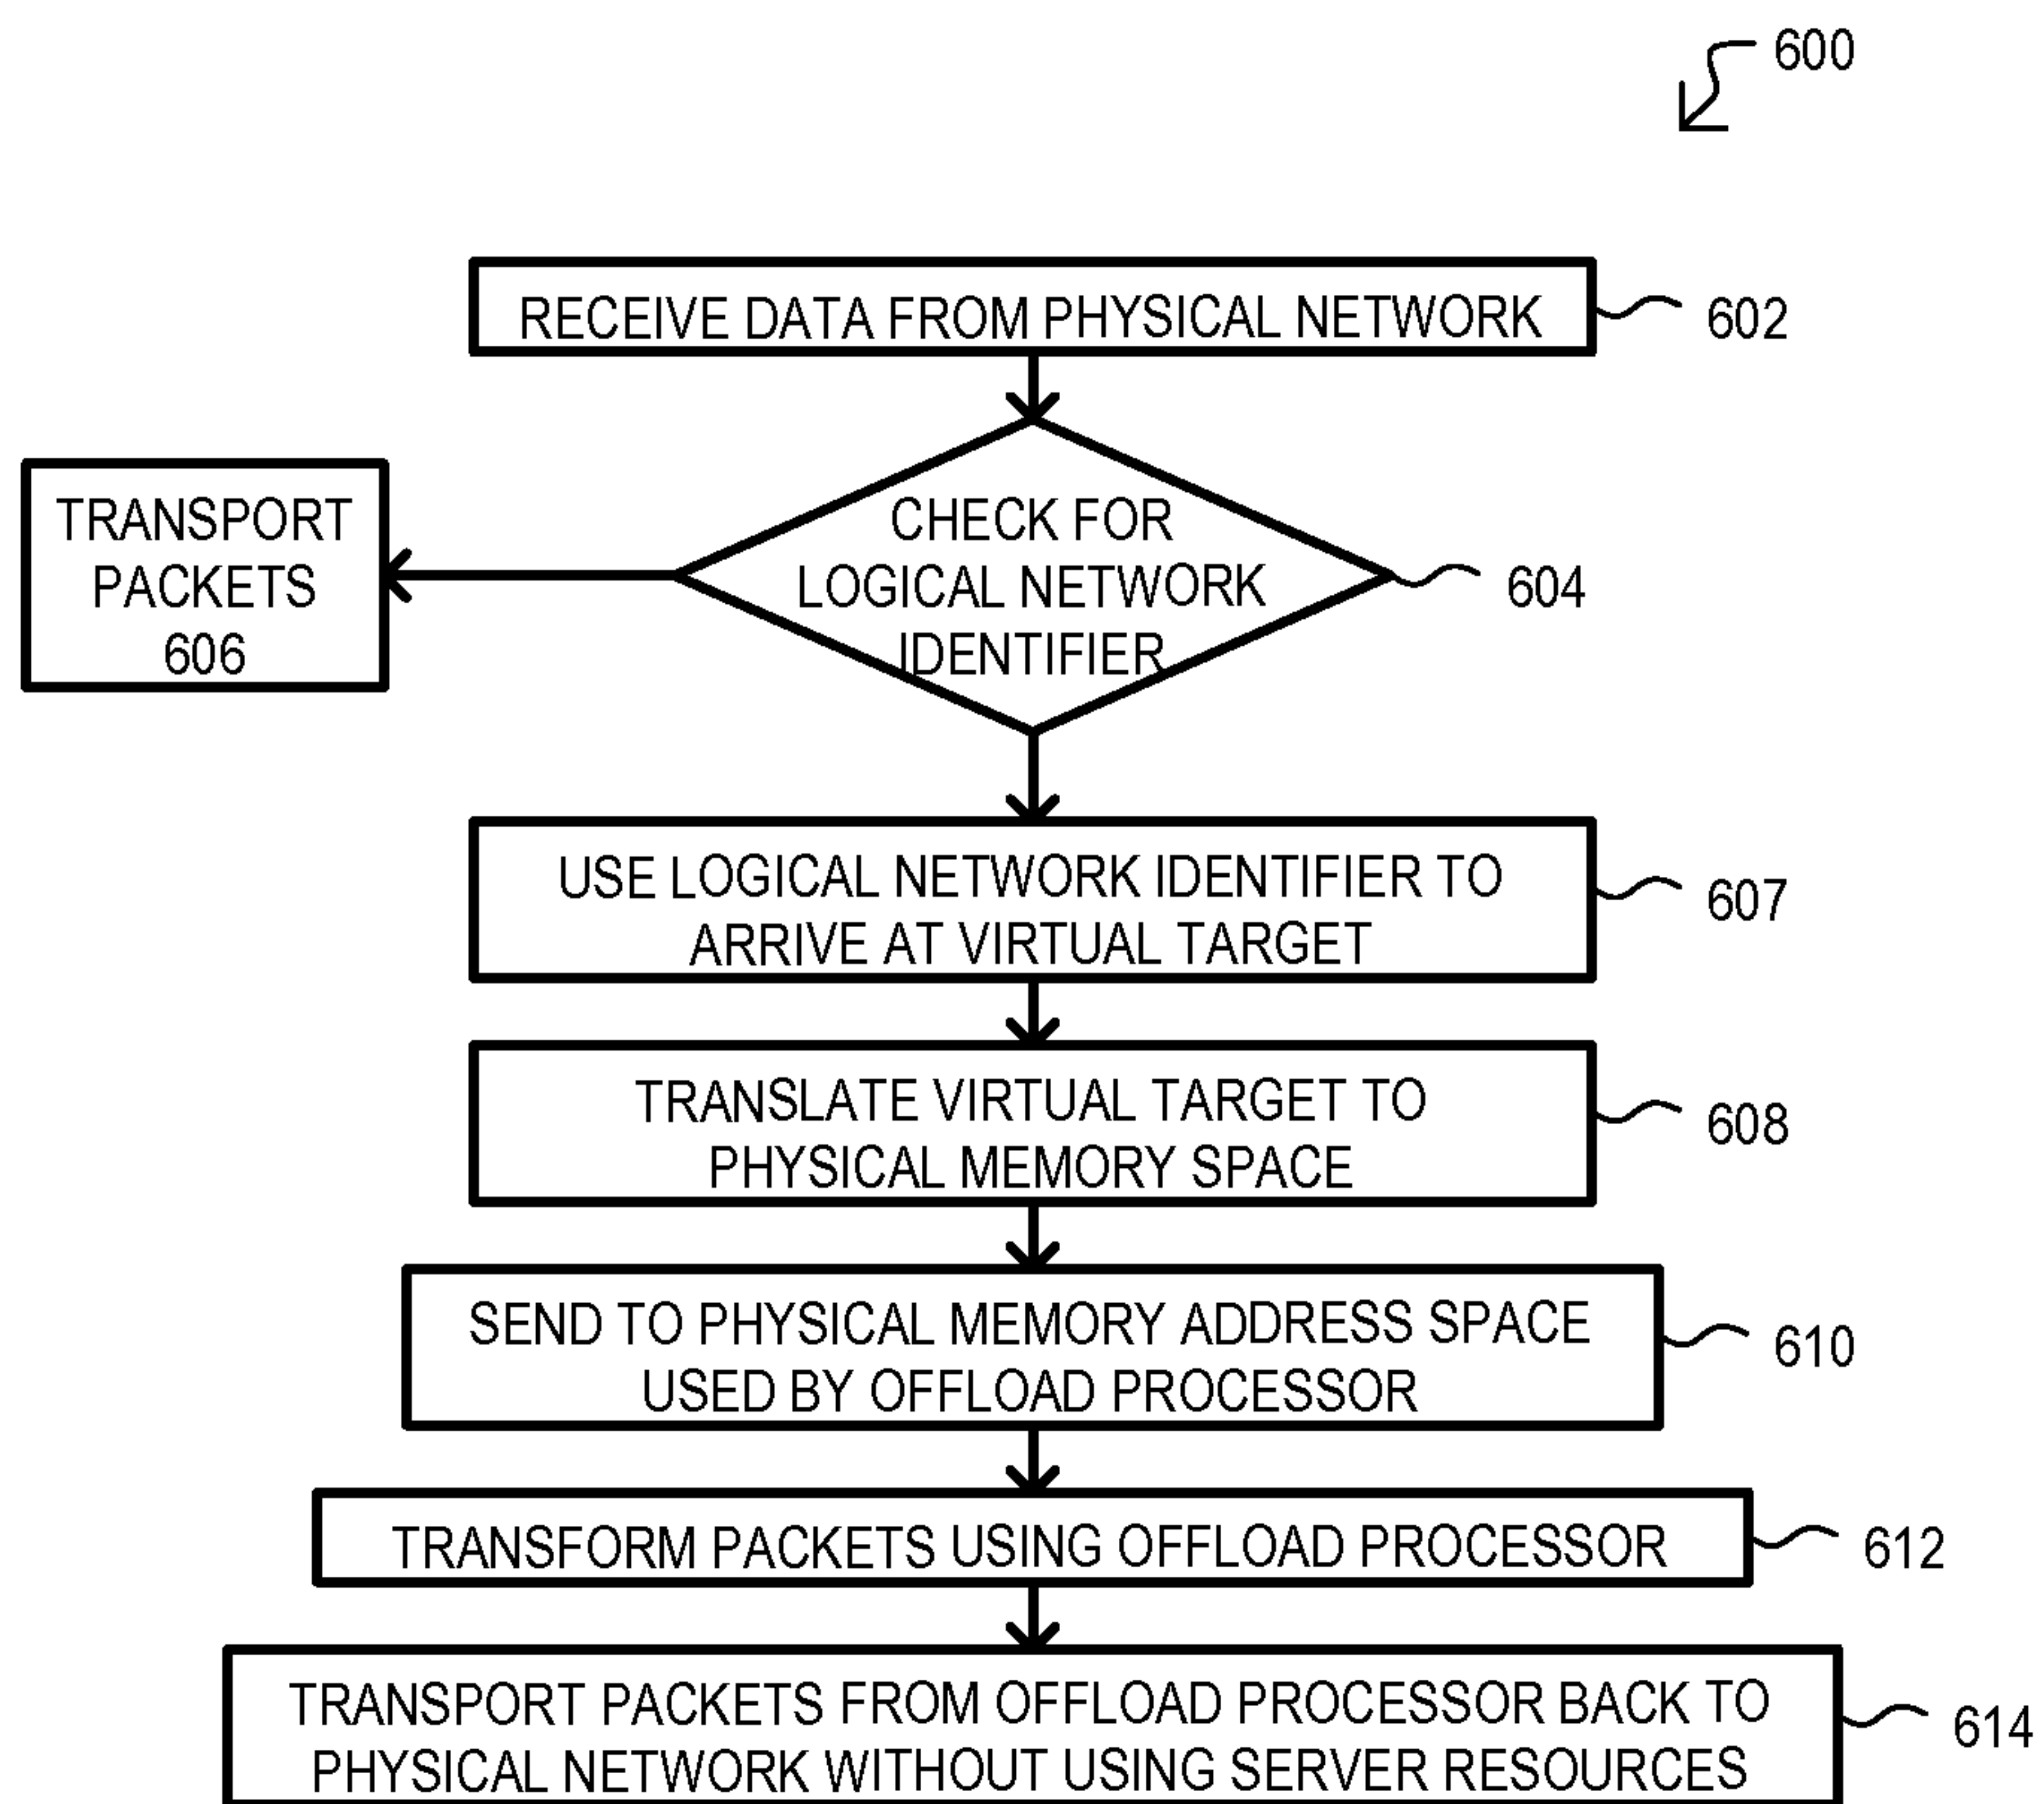 600
RECEIVE DATA FROM PHYSICAL NETWORK
602
CHECK FOR
LOGICAL NETWORK
IDENTIFIER
604
TRANSPORT
PACKETS
606
USE LOGICAL NETWORK IDENTIFIER TO
ARRIVE AT VIRTUAL TARGET
607
TRANSLATE VIRTUAL TARGET TO
PHYSICAL MEMORY SPACE
608
SEND TO PHYSICAL MEMORY ADDRESS SPACE
USED BY OFFLOAD PROCESSOR
610
TRANSFORM PACKETS USING OFFLOAD PROCESSOR
612
TRANSPORT PACKETS FROM OFFLOAD PROCESSOR BACK TO
PHYSICAL NETWORK WITHOUT USING SERVER RESOURCES
614